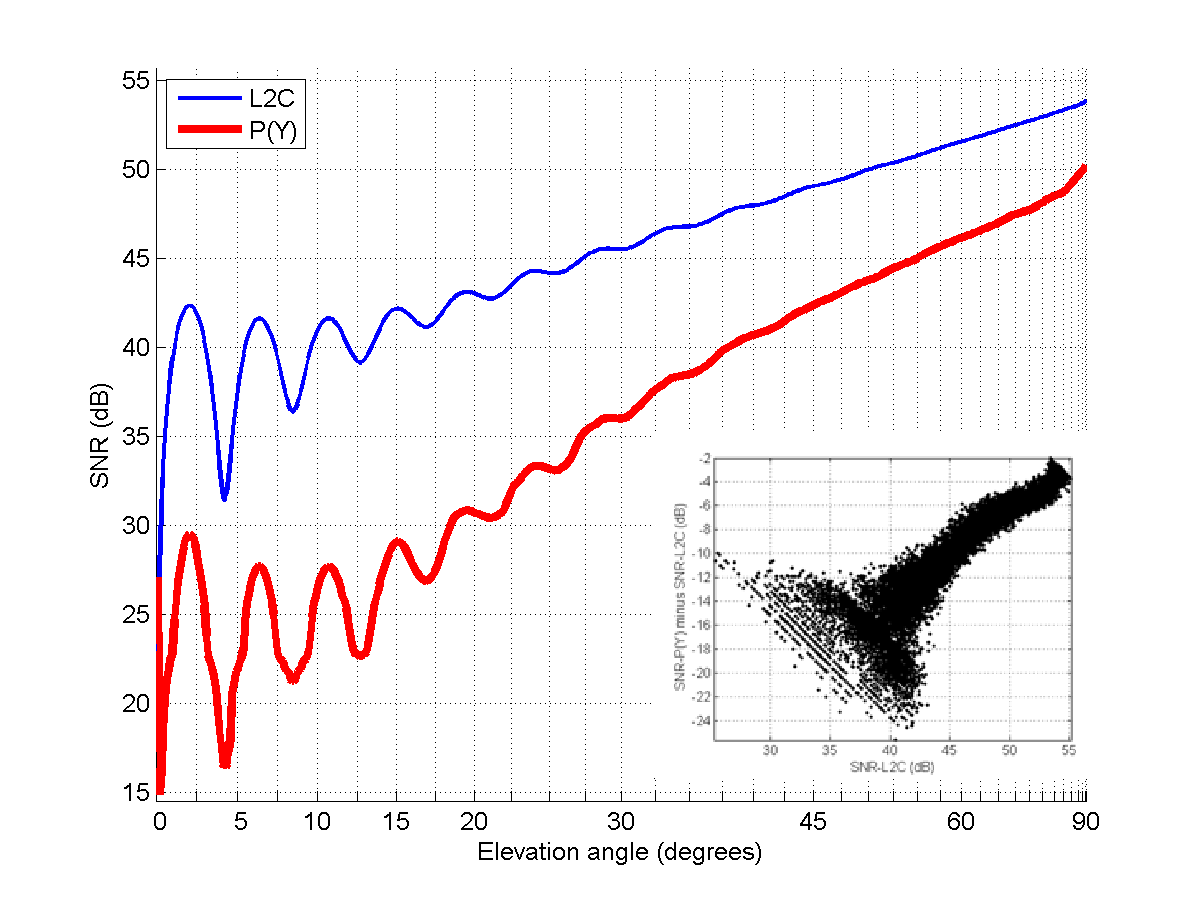 55
50
45
40
35
30
25
20
15
SNR (dB)
L2C
P(Y)
0 5 10 15 20 30 45 60 90
Elevation angle (degrees)
-2
-4
-6
-8
-10
-12
-14
-16
-18
-20
-22
-24
SNR-P(Y) minus SNR-L2C (dB)
30 35 40 45 50 55
SNR-L2C (dB)